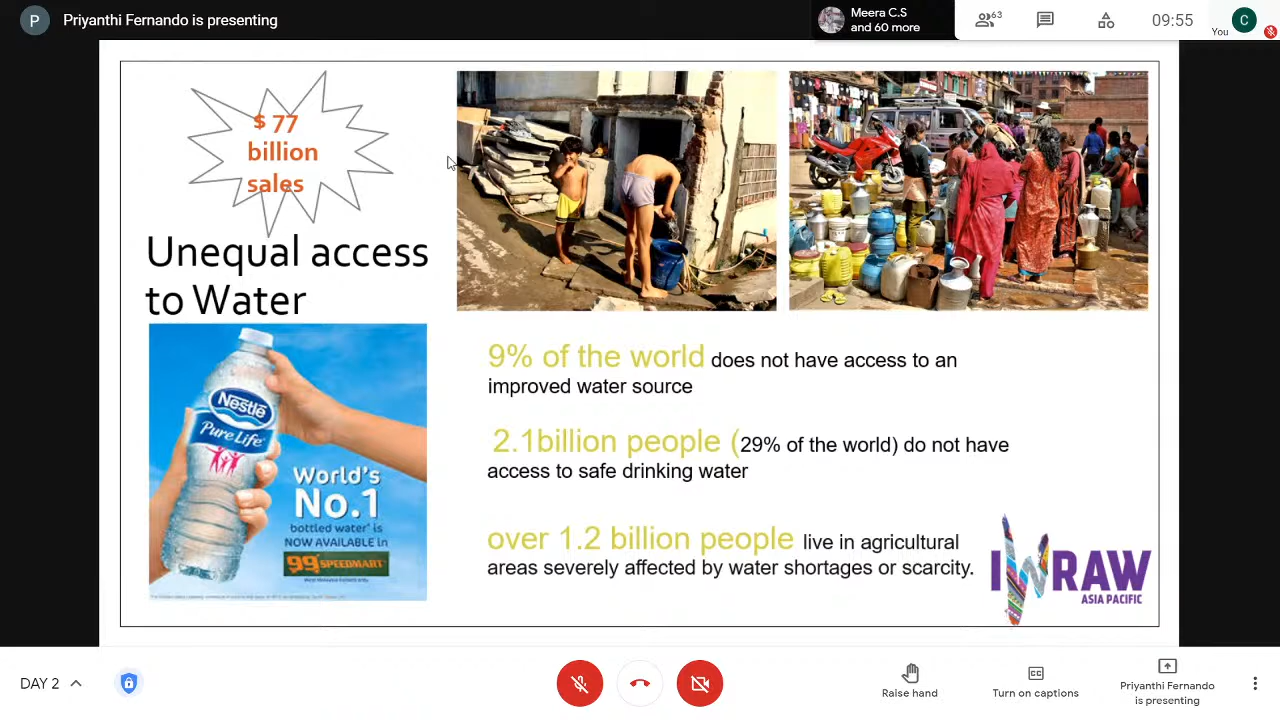 P
Priyanthi Fernando is presenting
Meera C.S
and 60 more
63
09:55
You
C
$ 77
billion
sales
Unequal access
to Water
Nestlé
Pure Life
World's
No.1
bottled water* is
NOW AVAILABLE in
99 SPEEDMART
9% of the world does not have access to an
improved water source
2.1billion people (29% of the world) do not have
access to safe drinking water
over 1.2 billion people live in agricultural
areas severely affected by water shortages or scarcity.
IWRAW
ASIA PACIFIC
DAY 2
Raise hand
CC
Turn on captions
Priyanthi Fernando
is presenting